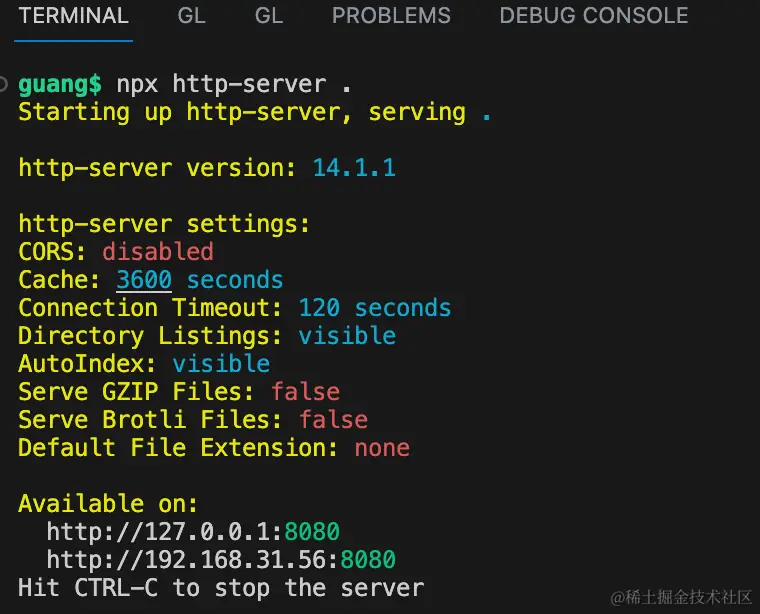 TERMINAL GL GL PROBLEMS DEBUG CONSOLE
guang$ npx http-server .
Starting up http-server, serving .
http-server version: 14.1.1
http-server settings:
CORS: disabled
Cache: 3600 seconds
Connection Timeout: 120 seconds
Directory Listings: visible
AutoIndex: visible
Serve GZIP Files: false
Serve Brotli Files: false
Default File Extension: none
Available on:
http://127.0.0.1:8080
http://192.168.31.56:8080
Hit CTRL-C to stop the server
@稀土掘金技术社区